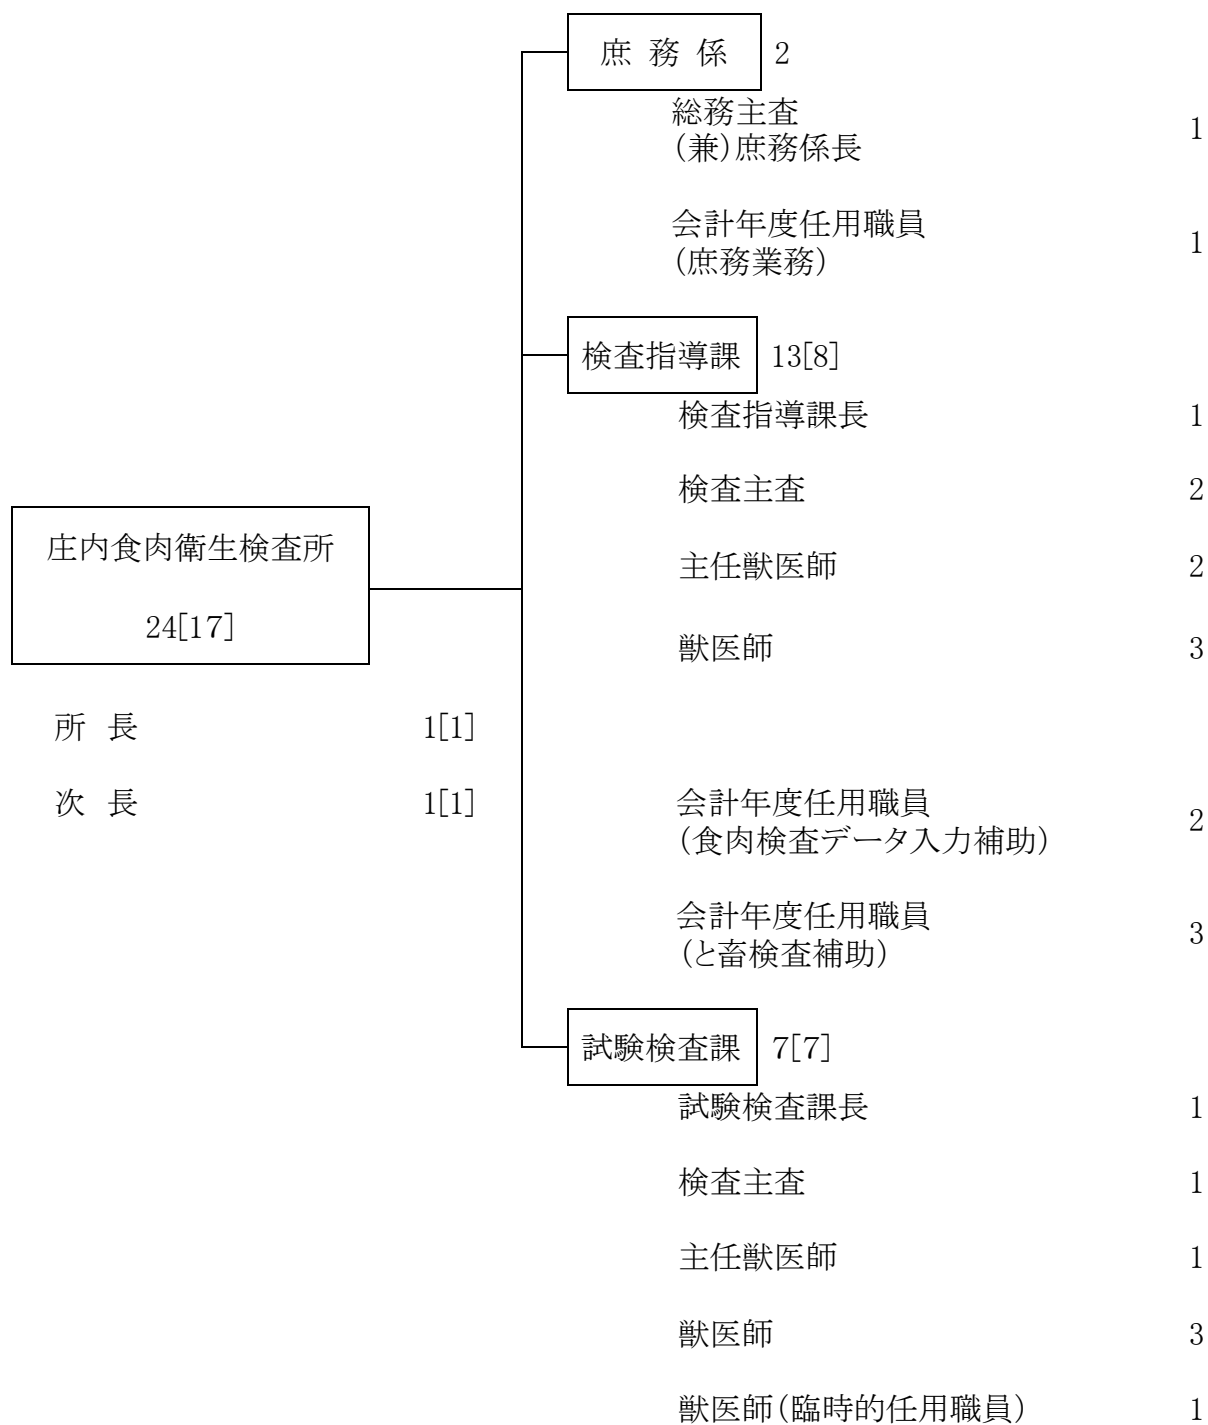 庶 務 係 2
総務主査
(兼)庶務係長 1
会計年度任用職員
(庶務業務) 1
検査指導課 13[8]
検査指導課長 1
検査主査 2
主任獣医師 2
獣医師 3
庄内食肉衛生検査所
24[17]
所 長 1[1]
次 長 1[1]
会計年度任用職員
(食肉検査データ入力補助) 2
会計年度任用職員
(と畜検査補助) 3
試験検査課 7[7]
試験検査課長 1
検査主査 1
主任獣医師 1
獣医師 3
獣医師(臨時的任用職員) 1